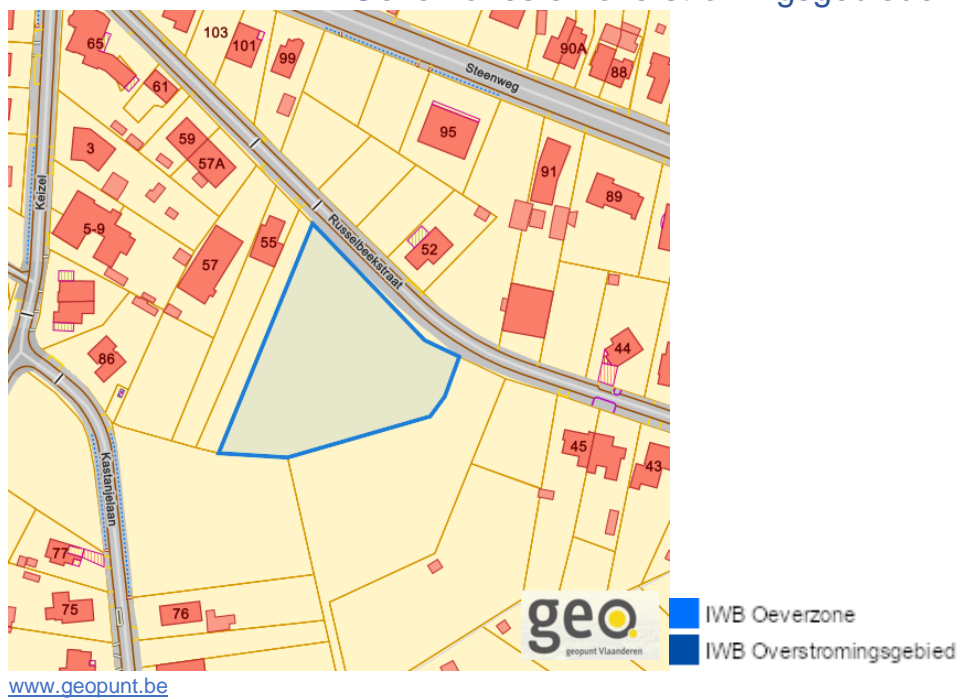 65
103
101
99
90A
88
Steenweg
61
59
57A
95
3
91
89
Keizel
5-9
55
Russelbeekstraat
52
57
86
44
45
43
Kastanjelaan
77
75
76
geo
geopunt Vlaanderen
IWB Oeverzone
IWB Overstromingsgebied
www.geopunt.be